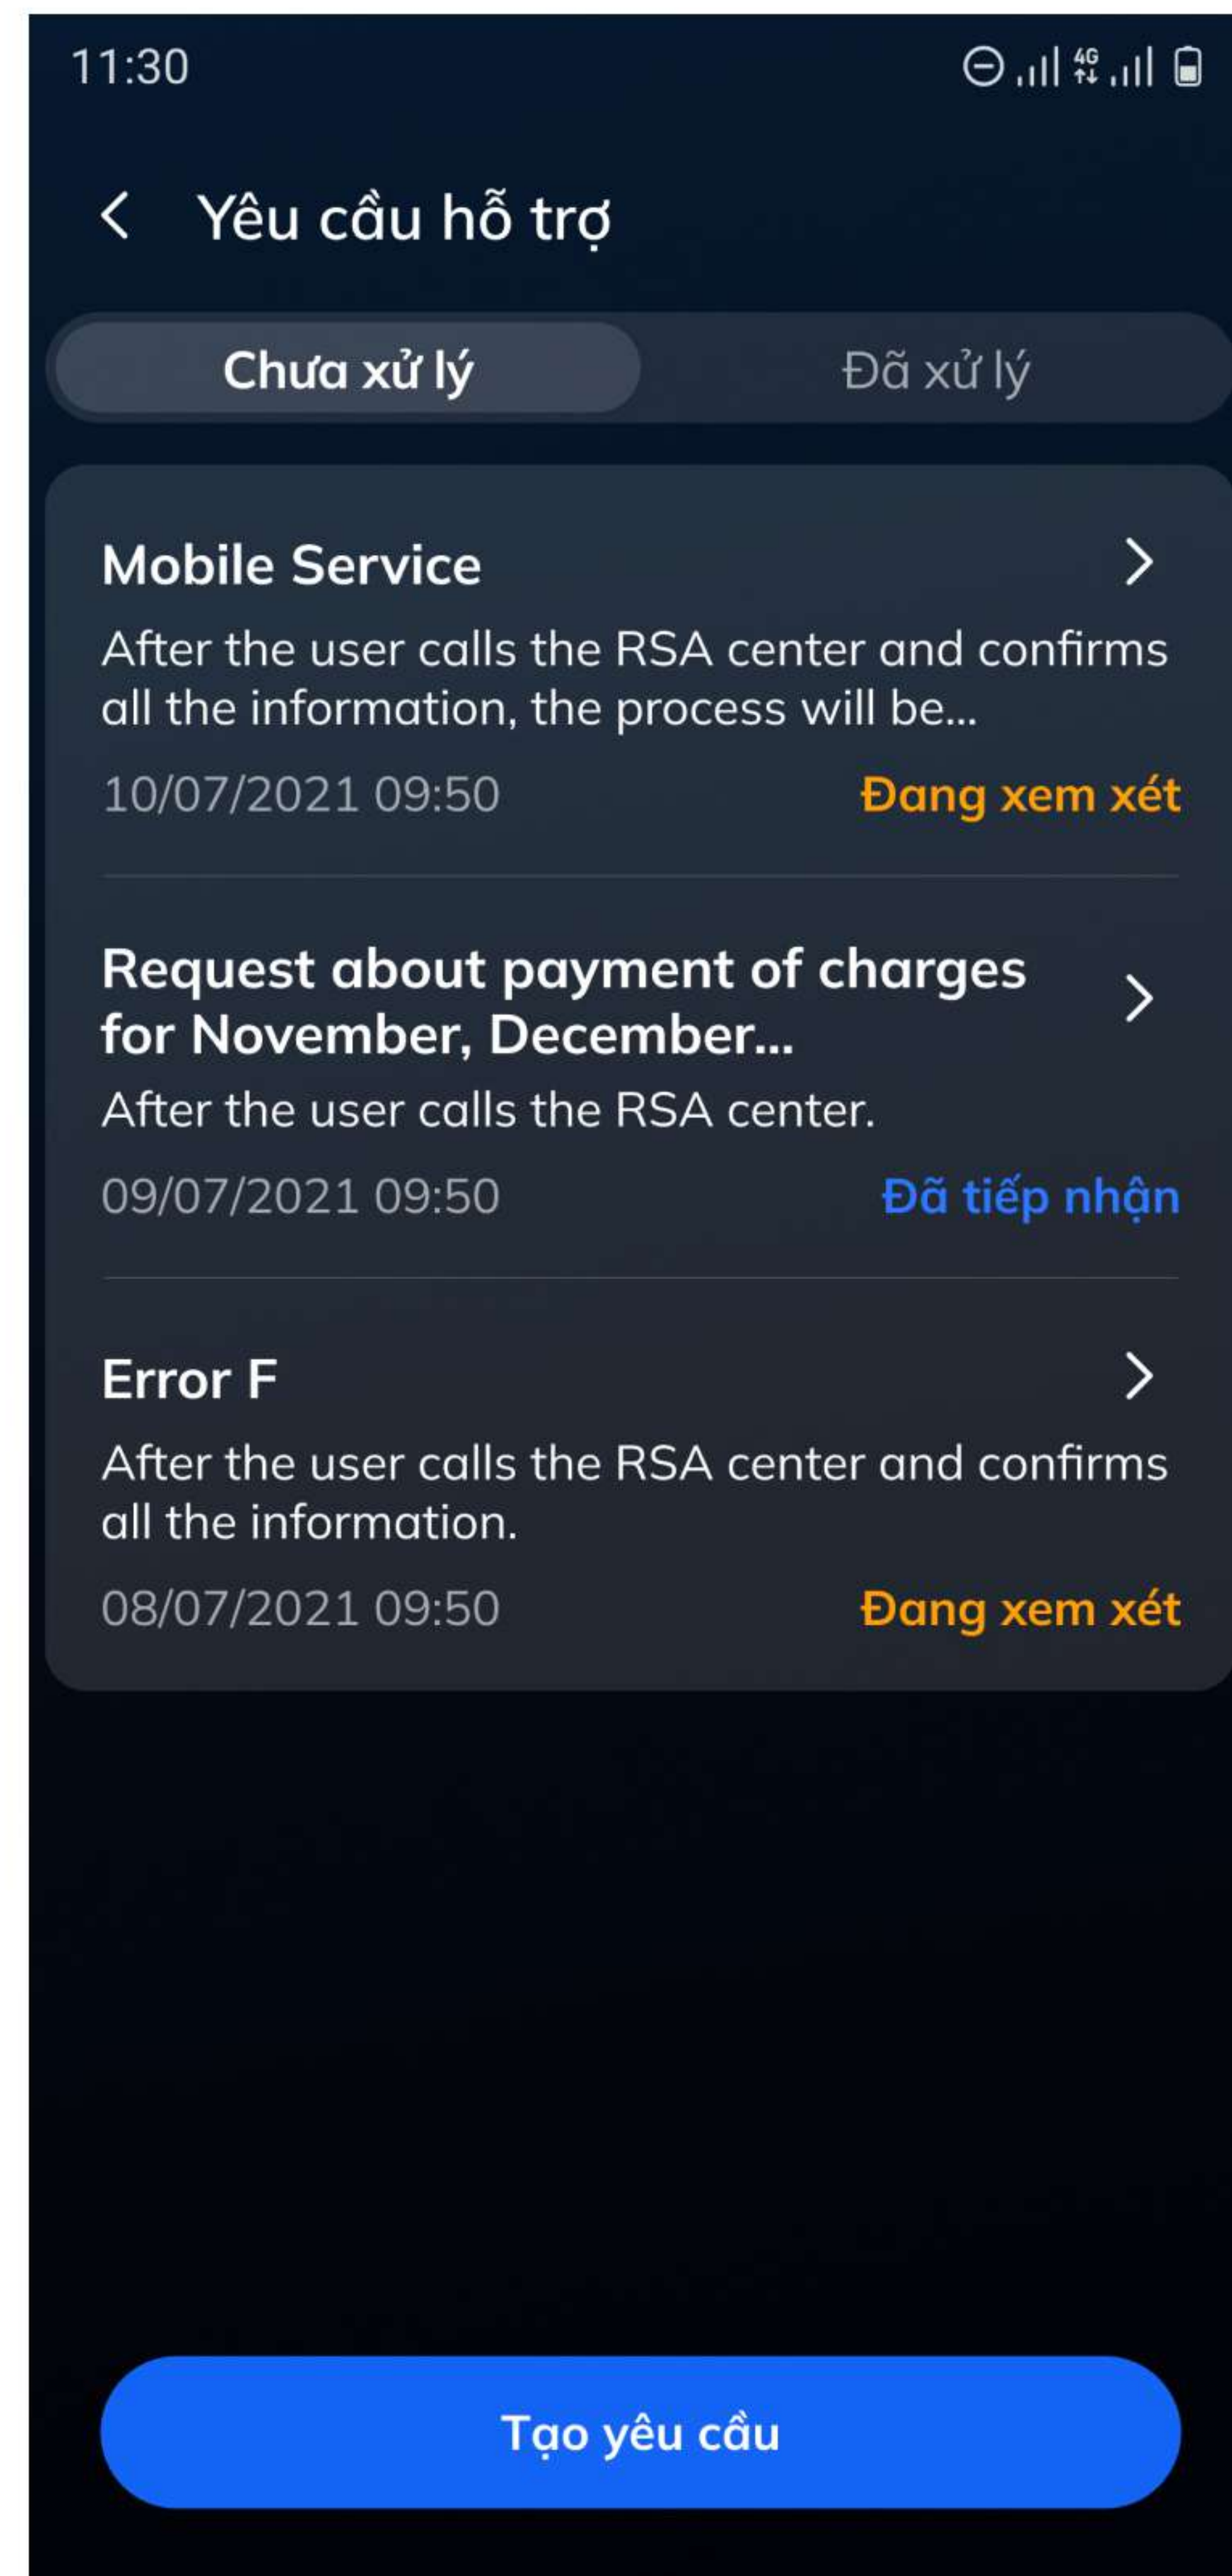 11:30
4G
Yêu cầu hỗ trợ
Chưa xử lý
Đã xử lý
Mobile Service
After the user calls the RSA center and confirms
all the information, the process will be...
10/07/2021 09:50
Đang xem xét
Request about payment of charges
for November, December...
After the user calls the RSA center.
09/07/2021 09:50
Đã tiếp nhận
Error F
After the user calls the RSA center and confirms
all the information.
08/07/2021 09:50
Đang xem xét
Tạo yêu cầu